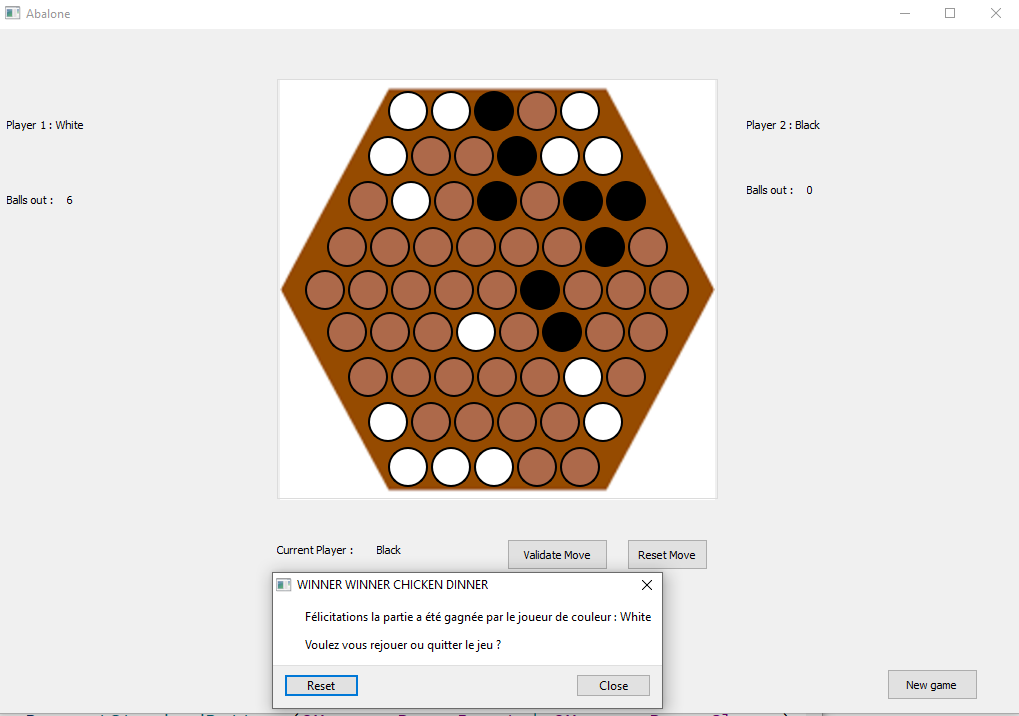 Abalone
Player 1 : White
Player 2 : Black
Balls out : 6
Balls out : 0
Current Player : Black
Validate Move
Reset Move
WINNER WINNER CHICKEN DINNER
Félicitations la partie a été gagnée par le joueur de couleur : White
Voulez vous rejouer ou quitter le jeu ?
Reset
Close
New game